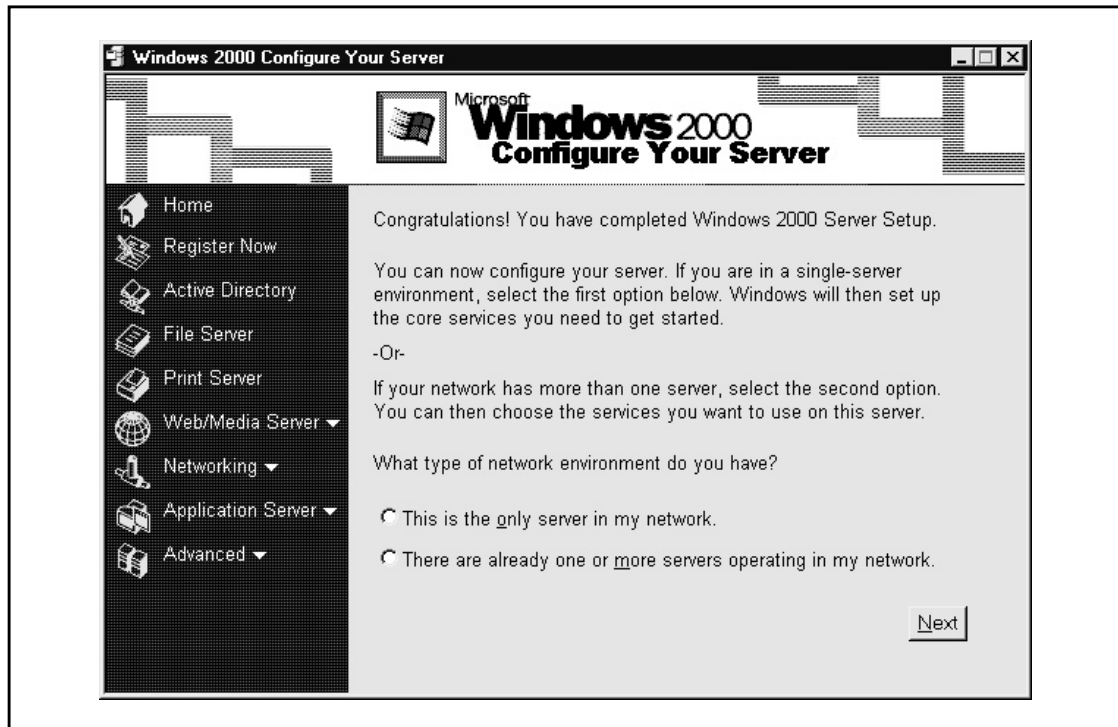 Windows 2000 Configure Your Server
Microsoft
Windows 2000
Configure Your Server
Home
Register Now
Active Directory
File Server
Print Server
Web/Media Server
Networking
Application Server
Advanced
Congratulations! You have completed Windows 2000 Server Setup.
You can now configure your server. If you are in a single-server
environment, select the first option below. Windows will then set up
the core services you need to get started.
-Or-
If your network has more than one server, select the second option.
You can then choose the services you want to use on this server.
What type of network environment do you have?
This is the only server in my network.
There are already one or more servers operating in my network.
Next